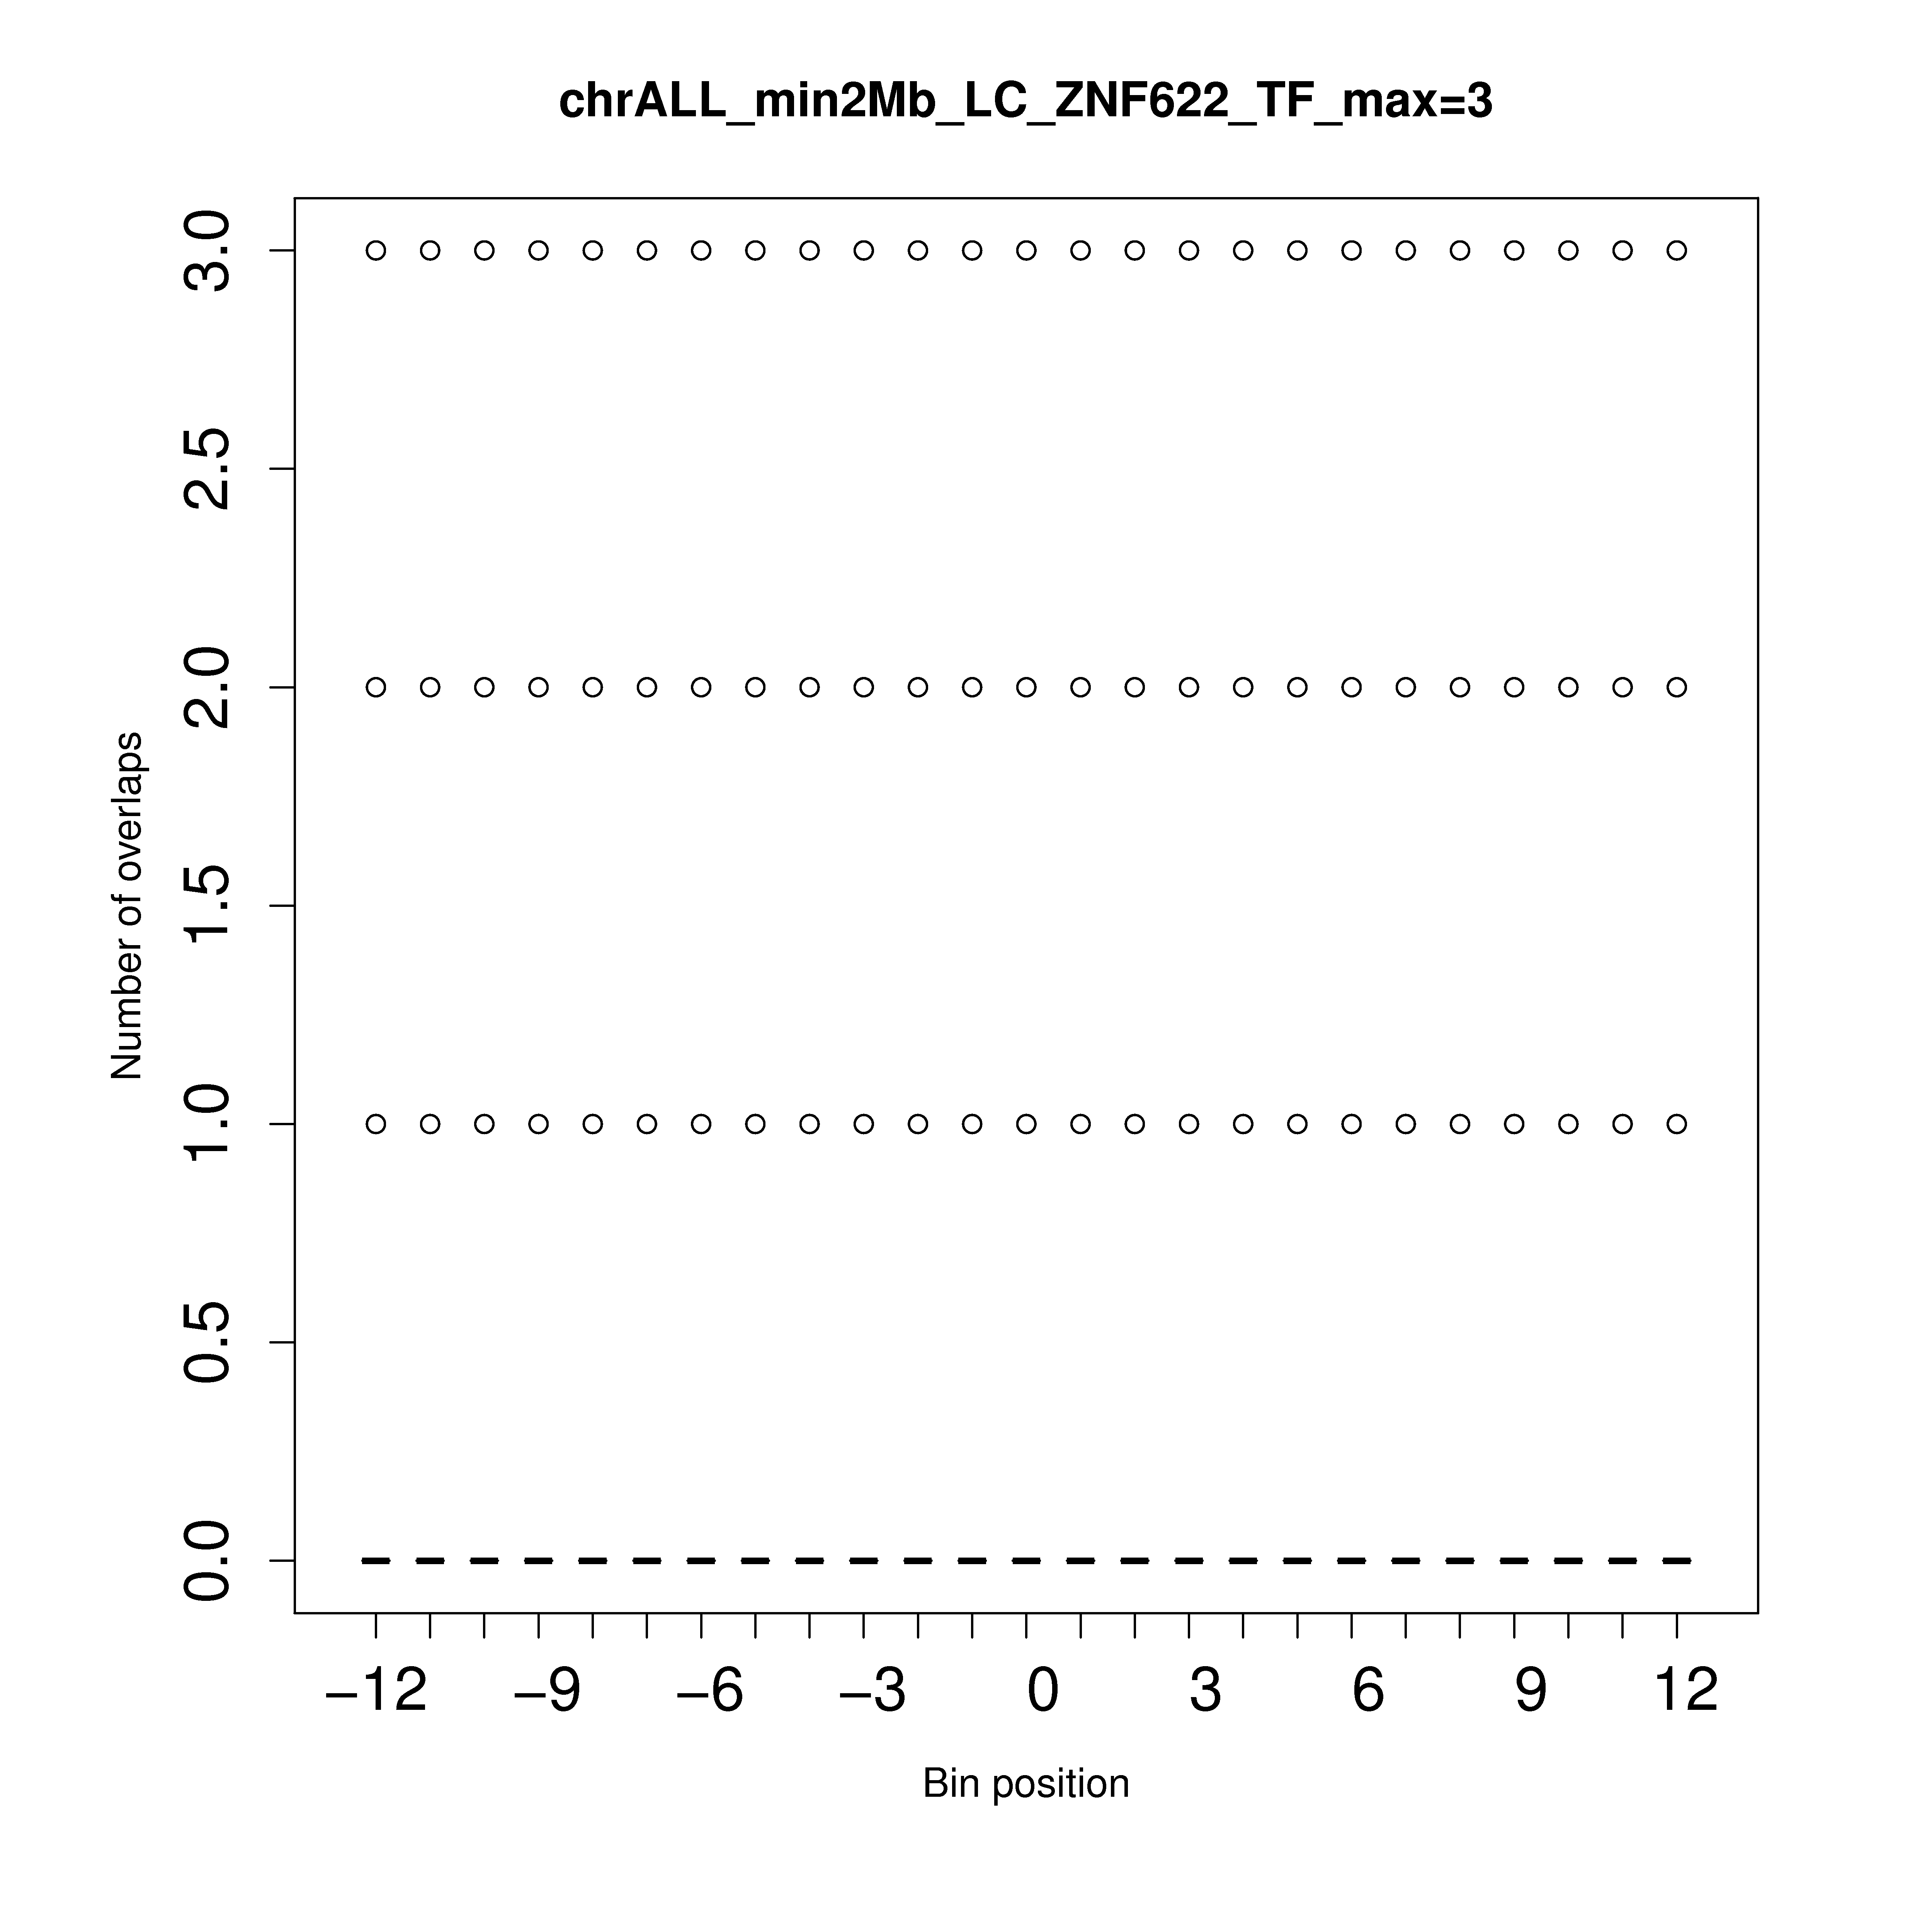 chrALL_min2Mb_LC_ZNF622_TF_max=3
Number of overlaps
3.0
2.5
2.0
1.5
1.0
0.5
0.0
−12 −9 −6 −3 0 3 6 9 12
Bin position